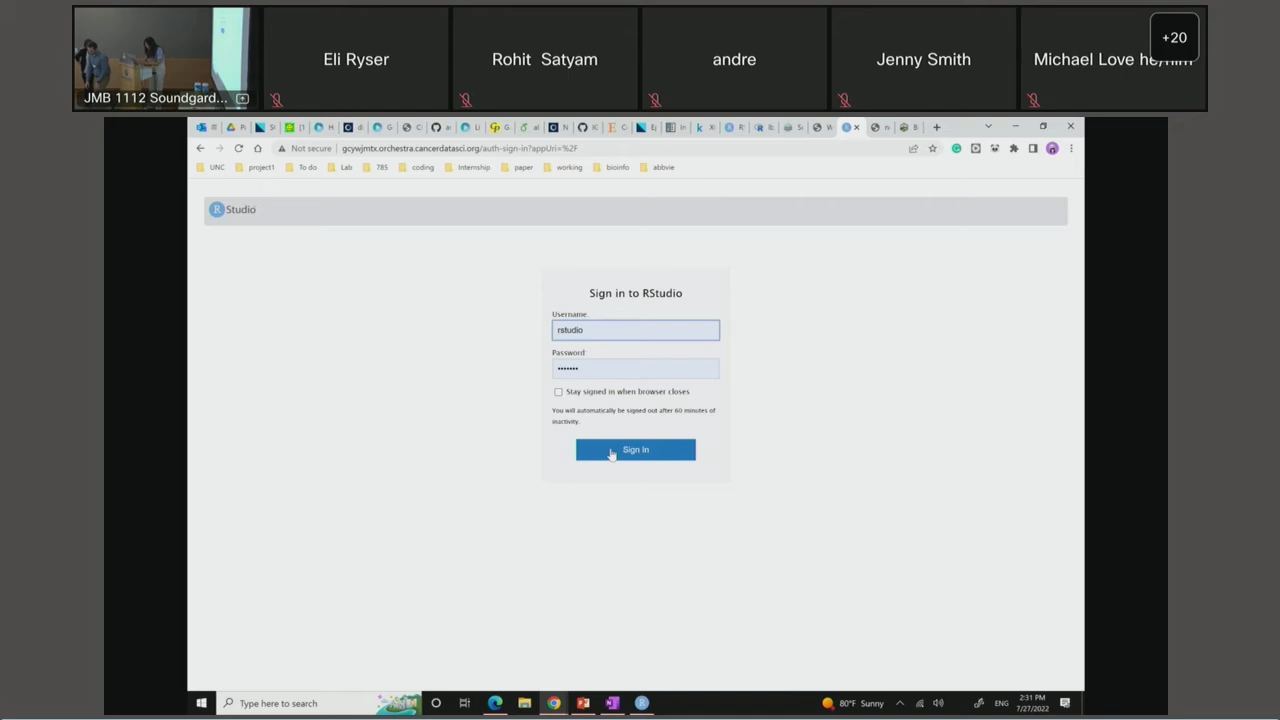 JMB 1112 Soundgard...
Eli Ryser
Rohit Satyam
andre
Jenny Smith
Michael Love he/him
+20
Not secure
gcywjmtx.orchestra.cancerdatasci.org/auth-sign-in?appUri=%2F
UNC
project1
To do
Lab
785
coding
Internship
paper
working
bioinfo
abbvie
R Studio
Sign in to RStudio
Username:
rstudio
Password
•••••••
Stay signed in when browser closes
You will automatically be signed out after 60 minutes of
inactivity.
Sign In
Type here to search
80°F Sunny
ENG
2:31 PM
7/27/2022